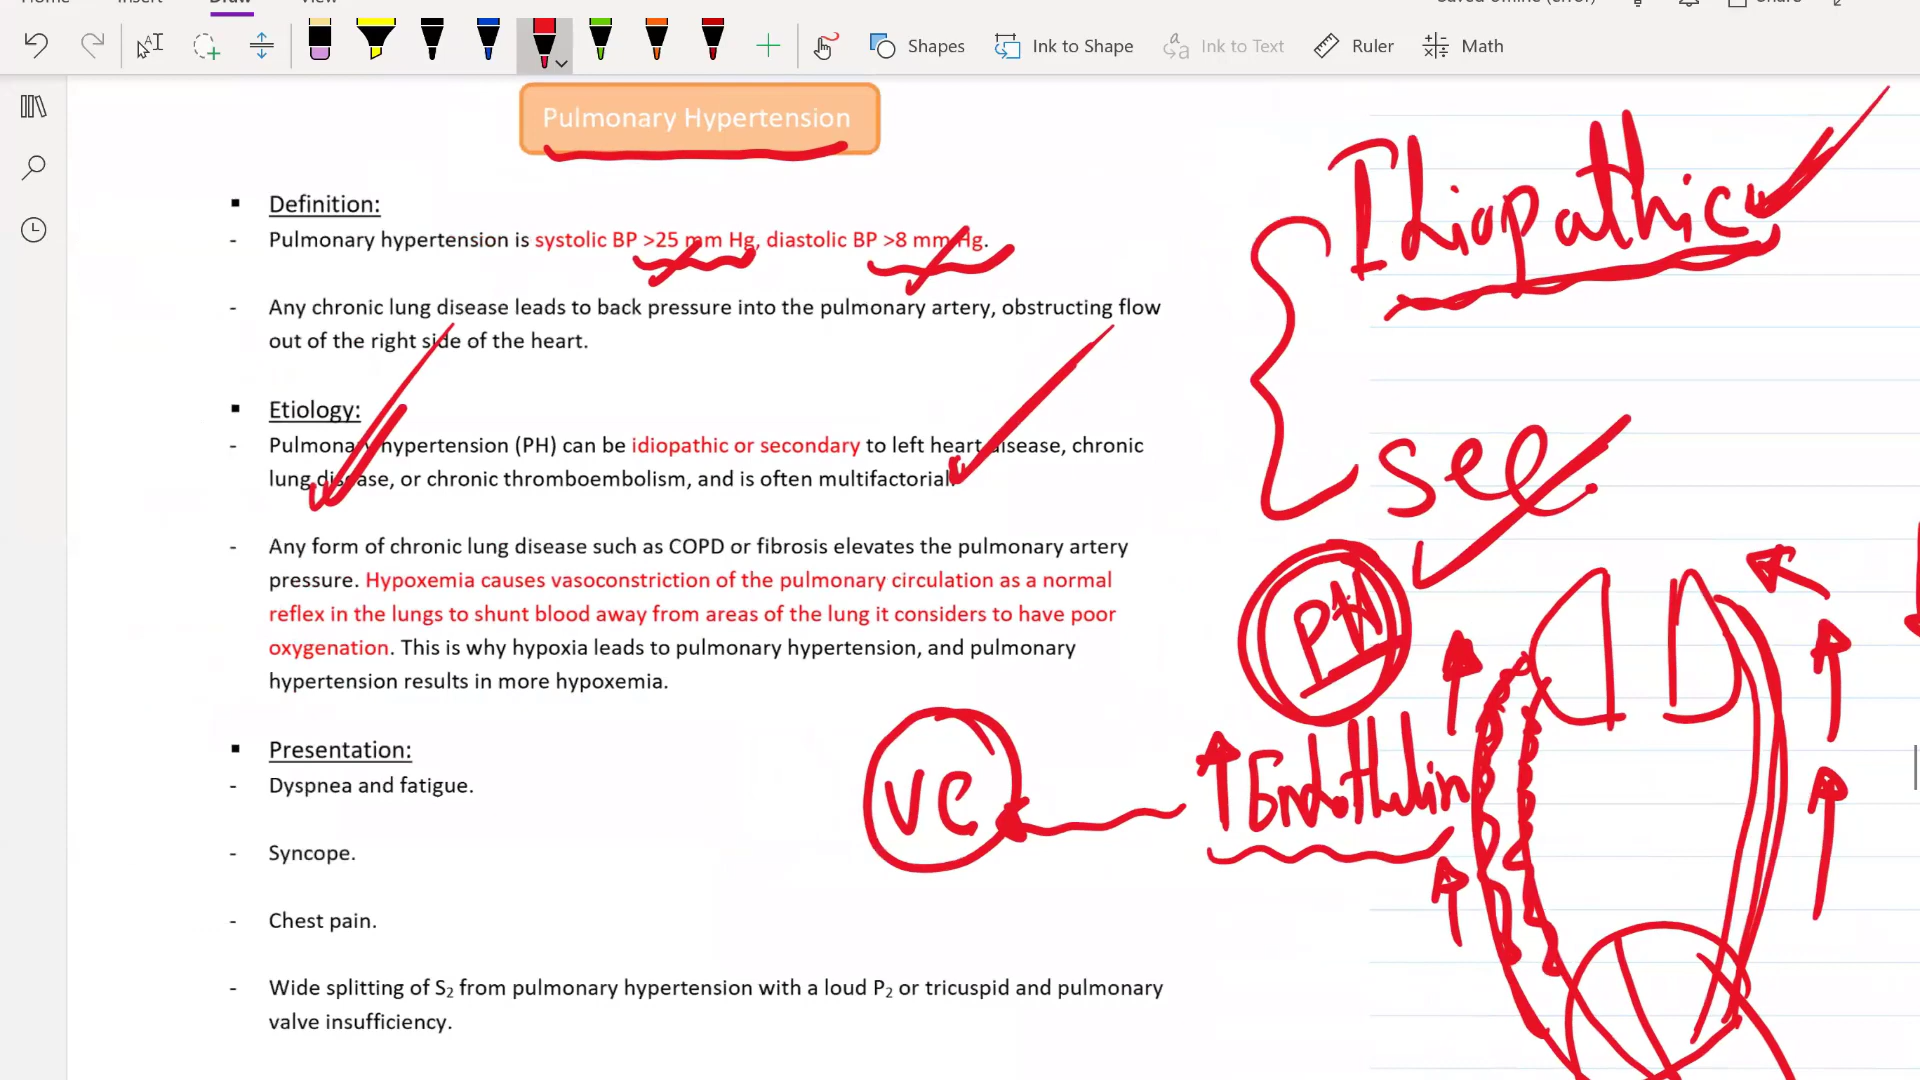 Shapes
Ink to Shape
Ink to Text
Ruler
Math
Pulmonary Hypertension
Definition:
- Pulmonary hypertension is systolic BP >25 mm Hg, diastolic BP >8 mm Hg.
- Any chronic lung disease leads to back pressure into the pulmonary artery, obstructing flow
out of the right side of the heart.
Etiology:
- Pulmonary hypertension (PH) can be idiopathic or secondary to left heart disease, chronic
lung disease, or chronic thromboembolism, and is often multifactorial.
- Any form of chronic lung disease such as COPD or fibrosis elevates the pulmonary artery
pressure. Hypoxemia causes vasoconstriction of the pulmonary circulation as a normal
reflex in the lungs to shunt blood away from areas of the lung it considers to have poor
oxygenation. This is why hypoxia leads to pulmonary hypertension, and pulmonary
hypertension results in more hypoxemia.
Presentation:
- Dyspnea and fatigue.
- Syncope.
- Chest pain.
- Wide splitting of S2 from pulmonary hypertension with a loud P2 or tricuspid and pulmonary
valve insufficiency.
Idiopathic
sec
PH
VC
Endothelin